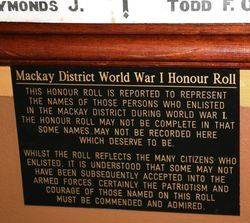 YMONDS J.
TODD F. C
Mackay District World War I Honour Roll
THIS HONOUR ROLL IS REPORTED TO REPRESENT
THE NAMES OF THOSE PERSONS WHO ENLISTED
IN THE MACKAY DISTRICT DURING WORLD WAR I.
THE HONOUR ROLL MAY NOT BE COMPLETE IN THAT
SOME NAMES MAY NOT BE RECORDED HERE
WHICH DESERVE TO BE.
WHILST THE ROLL REFLECTS THE MANY CITIZENS WHO
ENLISTED, IT IS UNDERSTOOD THAT SOME MAY NOT
HAVE BEEN SUBSEQUENTLY ACCEPTED INTO THE
ARMED FORCES. CERTAINLY THE PATRIOTISM AND
COURAGE OF THOSE NAMED ON THIS ROLL
MUST BE COMMENDED AND ADMIRED.